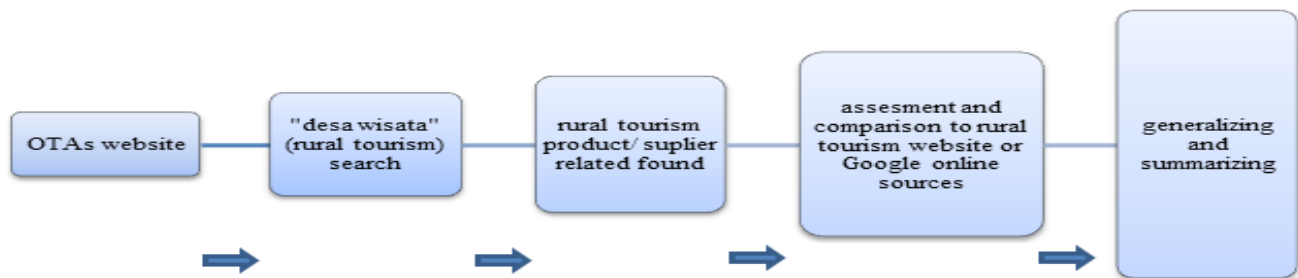 OTAs website
"desa wisata"
(rural tourism)
search
rural tourism
product/ suplier
related found
assesment and
comparison to rural
tourism website or
Google online
sources
generalizing
and
summarizing